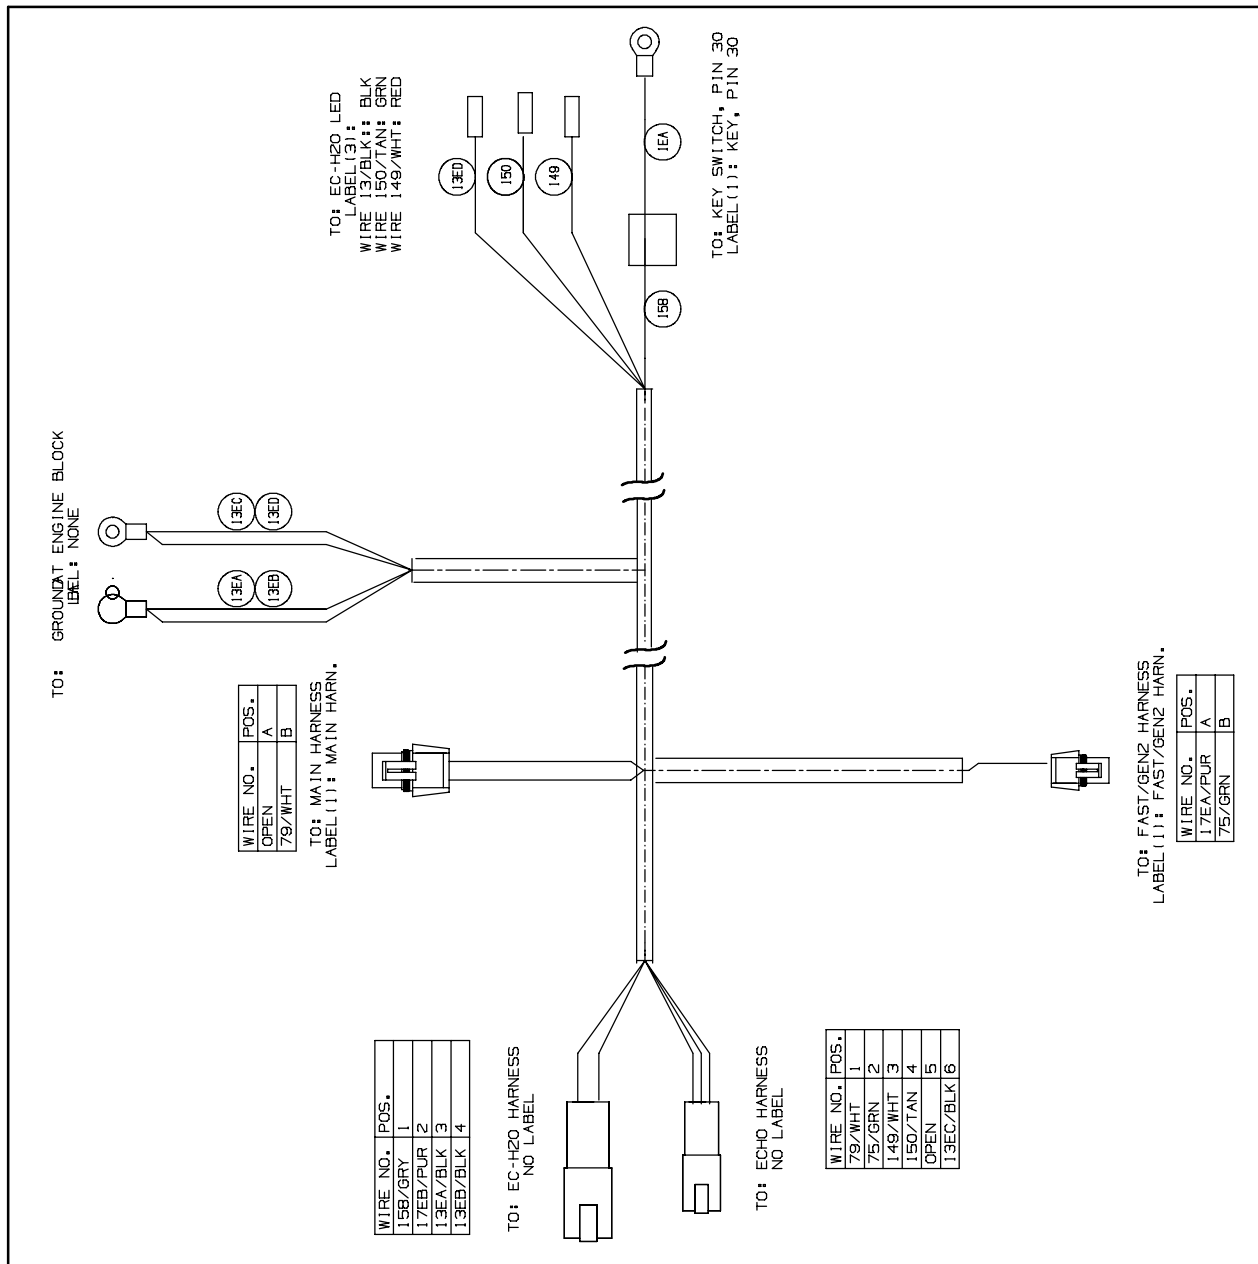 TO: GROUNDAT ENGINE BLOCK
LABEL: NONE
13EA
13EB
13EC
13ED
WIRE NO. POS.
OPEN A
79/WHT B
TO: MAIN HARNESS
LABEL(1): MAIN HARN.
TO: EC-H2O LED
LABEL(3):
WIRE 13/BLK:: BLK
WIRE 150/TAN: GRN
WIRE 149/WHT: RED
13ED
150
149
WIRE NO. POS.
158/GRY 1
17EB/PUR 2
13EA/BLK 3
13EB/BLK 4
TO: EC-H2O HARNESS
NO LABEL
158
1EA
TO: KEY SWITCH, PIN 30
LABEL(1): KEY, PIN 30
TO: ECHO HARNESS
NO LABEL
WIRE NO. POS.
79/WHT 1
75/GRN 2
149/WHT 3
150/TAN 4
OPEN 5
13EC/BLK 6
TO: FAST/GEN2 HARNESS
LABEL(1): FAST/GEN2 HARN.
WIRE NO. POS.
17EA/PUR A
75/GRN B